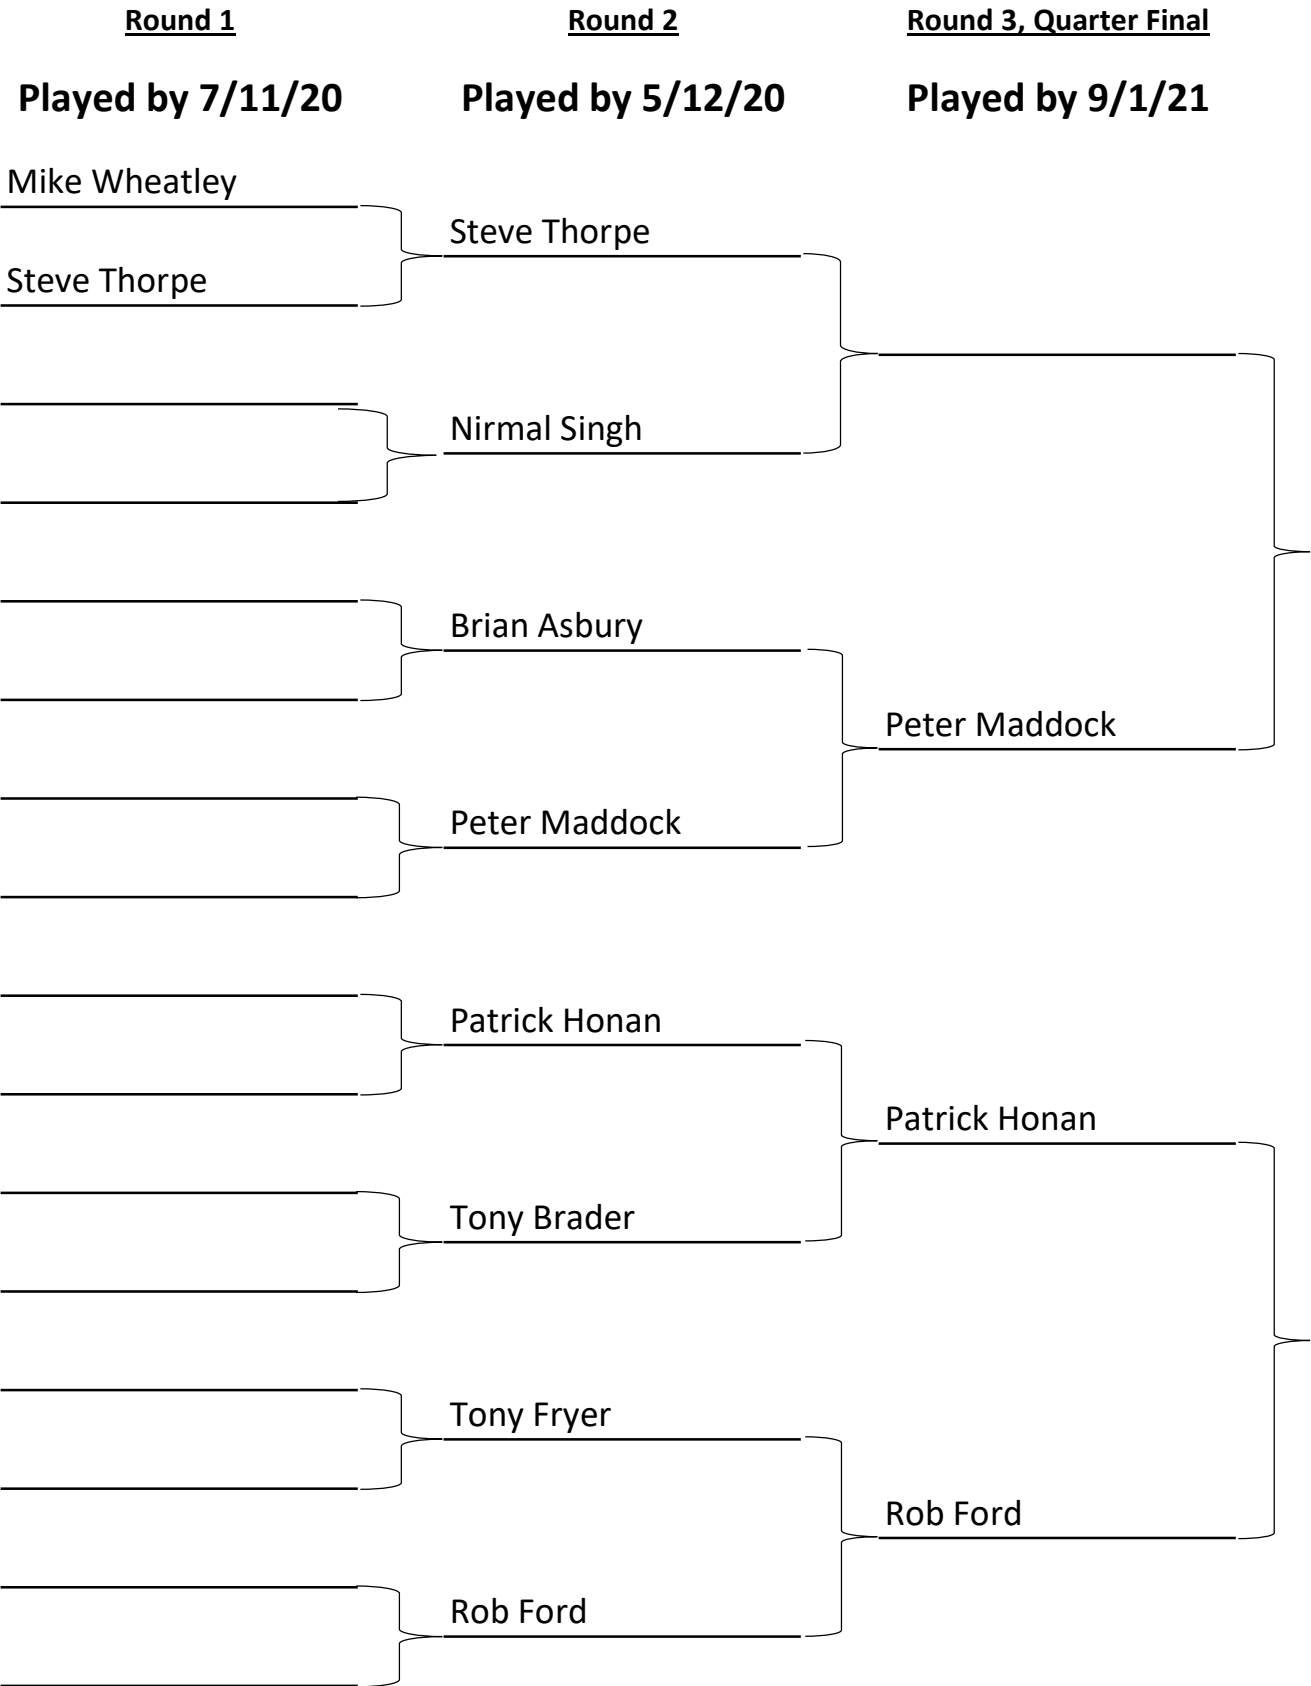 Round 1
Round 2
Round 3, Quarter Final
Played by 7/11/20
Played by 5/12/20
Played by 9/1/21
Mike Wheatley
Steve Thorpe
Steve Thorpe
Nirmal Singh
Brian Asbury
Peter Maddock
Peter Maddock
Patrick Honan
Patrick Honan
Tony Brader
Tony Fryer
Rob Ford
Rob Ford